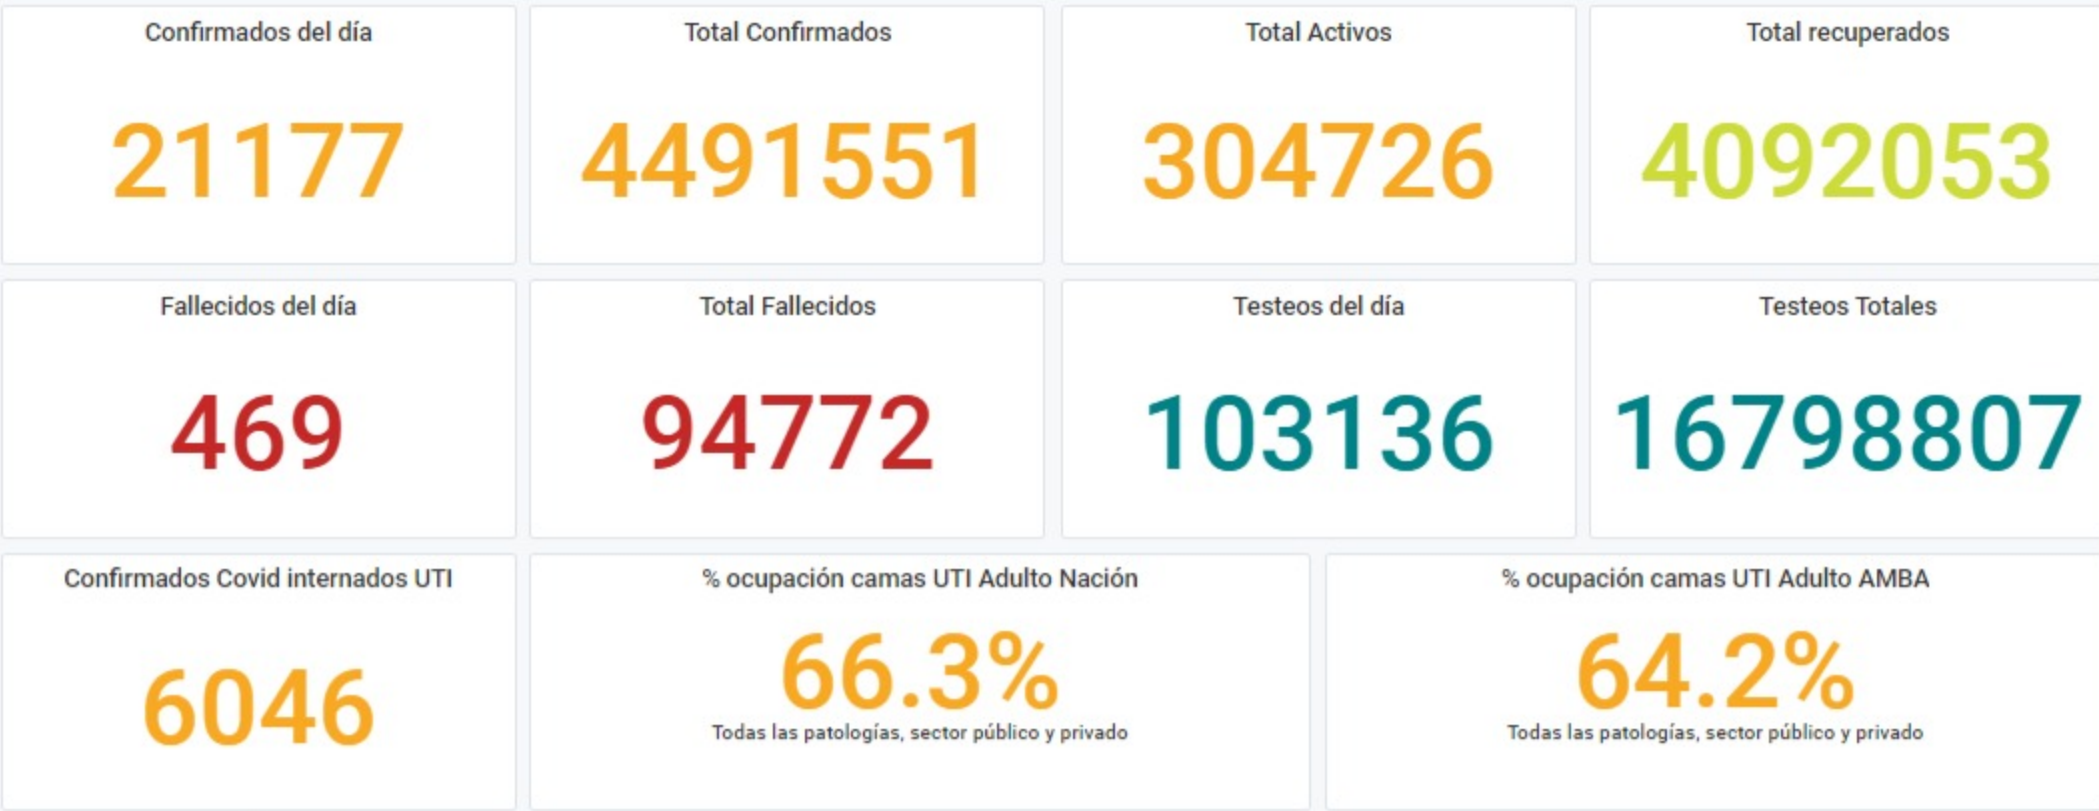 Confirmados del día
21177
Total Confirmados
4491551
Total Activos
304726
Total recuperados
4092053
Fallecidos del día
469
Total Fallecidos
94772
Testeos del día
103136
Testeos Totales
16798807
Confirmados Covid internados UTI
6046
% ocupación camas UTI Adulto Nación
66.3%
Todas las patologías, sector público y privado
% ocupación camas UTI Adulto AMBA
64.2%
Todas las patologías, sector público y privado